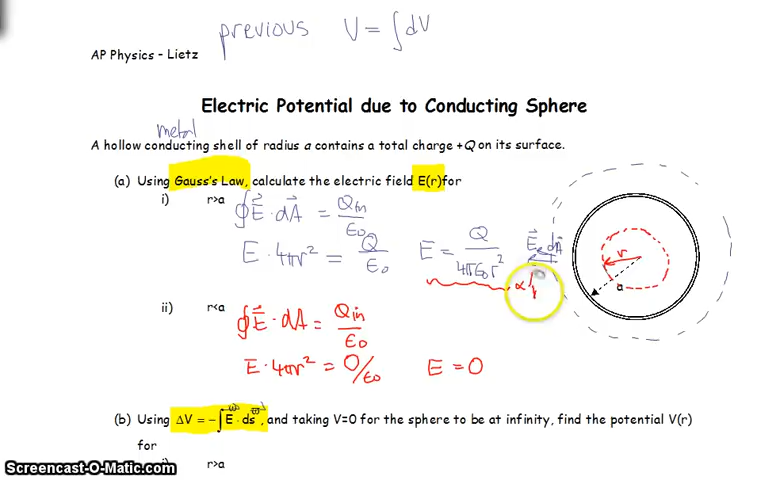 previous V = ∫dV
AP Physics - Lietz
Electric Potential due to Conducting Sphere
metal
A hollow conducting shell of radius a contains a total charge +Q on its surface.
(a) Using Gauss's Law, calculate the electric field E(r)for
i) r>a ∮E⃗ · dA⃗ = Qin/ε0
E · 4πr² = Q/ε0 E = Q/4πε0r² E⃗ dA⃗
r
a
ii) r<a ∮E⃗ · dA⃗ = Qin/ε0
E · 4πr² = 0/ε0 E = 0
(b) Using ΔV = -∫E · ds, and taking V=0 for the sphere to be at infinity, find the potential V(r)
for
i) r>a
Screencast-O-Matic.com